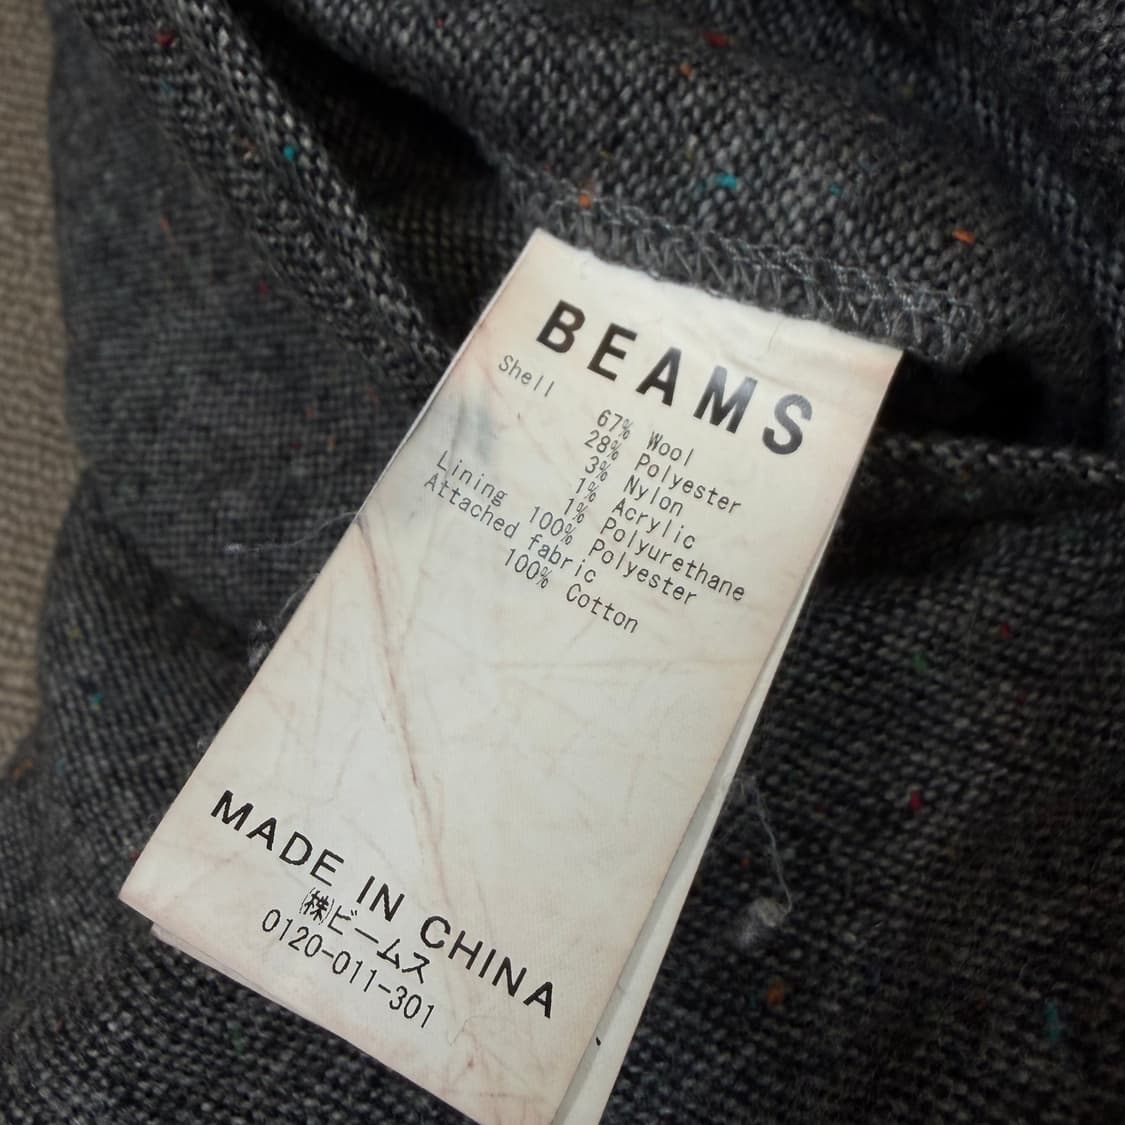 BEAMS
Shell
67% Wool
28% Polyester
3% Nylon
1% Acrylic
1% Polyurethane
Lining 100% Polyester
Attached fabric
100% Cotton
MADE IN CHINA
㈱ビームス
0120-011-301